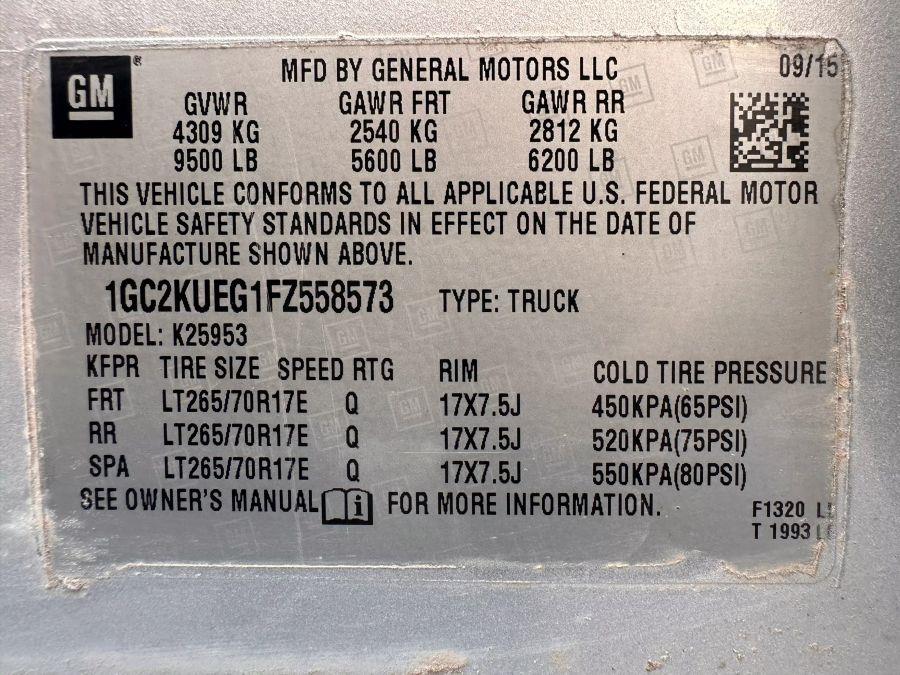 GM
MFD BY GENERAL MOTORS LLC 09/15
GVWR GAWR FRT GAWR RR
4309 KG 2540 KG 2812 KG
9500 LB 5600 LB 6200 LB
THIS VEHICLE CONFORMS TO ALL APPLICABLE U.S. FEDERAL MOTOR
VEHICLE SAFETY STANDARDS IN EFFECT ON THE DATE OF
MANUFACTURE SHOWN ABOVE.
1GC2KUEG1FZ558573 TYPE: TRUCK
MODEL: K25953
KFPR TIRE SIZE SPEED RTG RIM COLD TIRE PRESSURE
FRT LT265/70R17E Q 17X7.5J 450KPA(65PSI)
RR LT265/70R17E Q 17X7.5J 520KPA(75PSI)
SPA LT265/70R17E Q 17X7.5J 550KPA(80PSI)
SEE OWNER'S MANUAL i FOR MORE INFORMATION.
F1320
T 1993